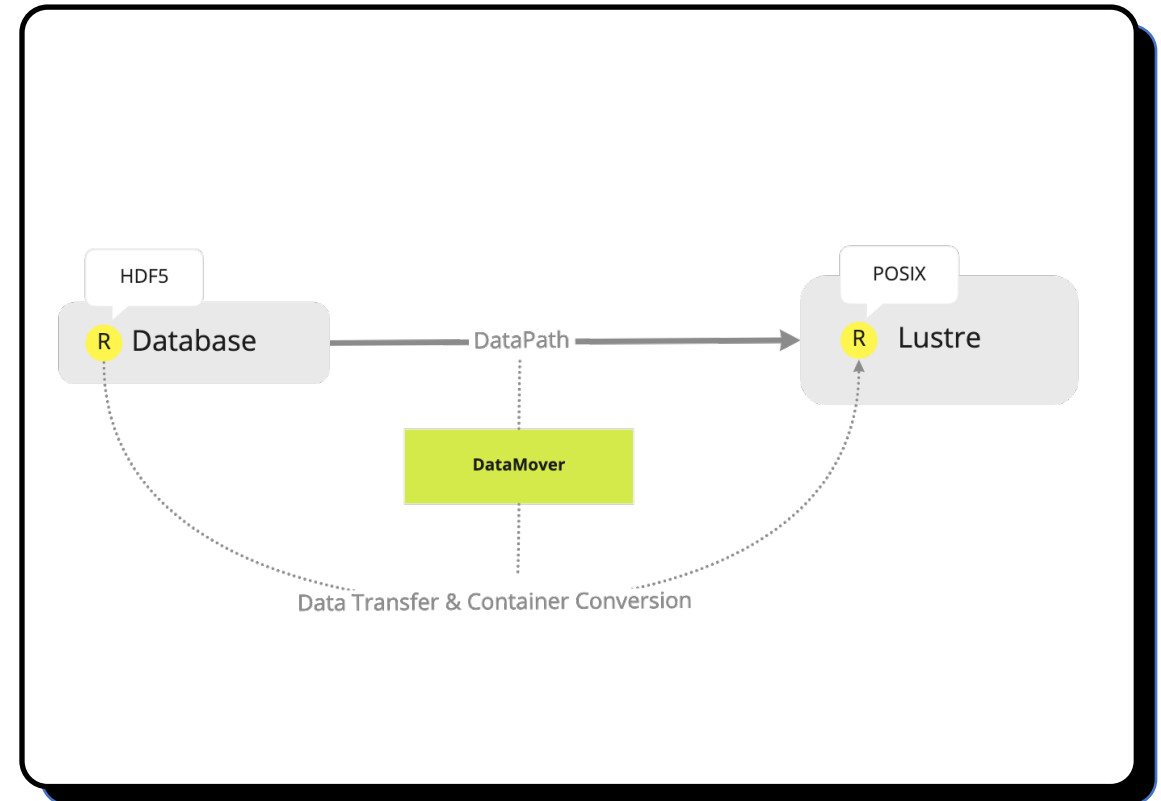 HDF5
POSIX
R Database
DataPath
R Lustre
DataMover
Data Transfer & Container Conversion